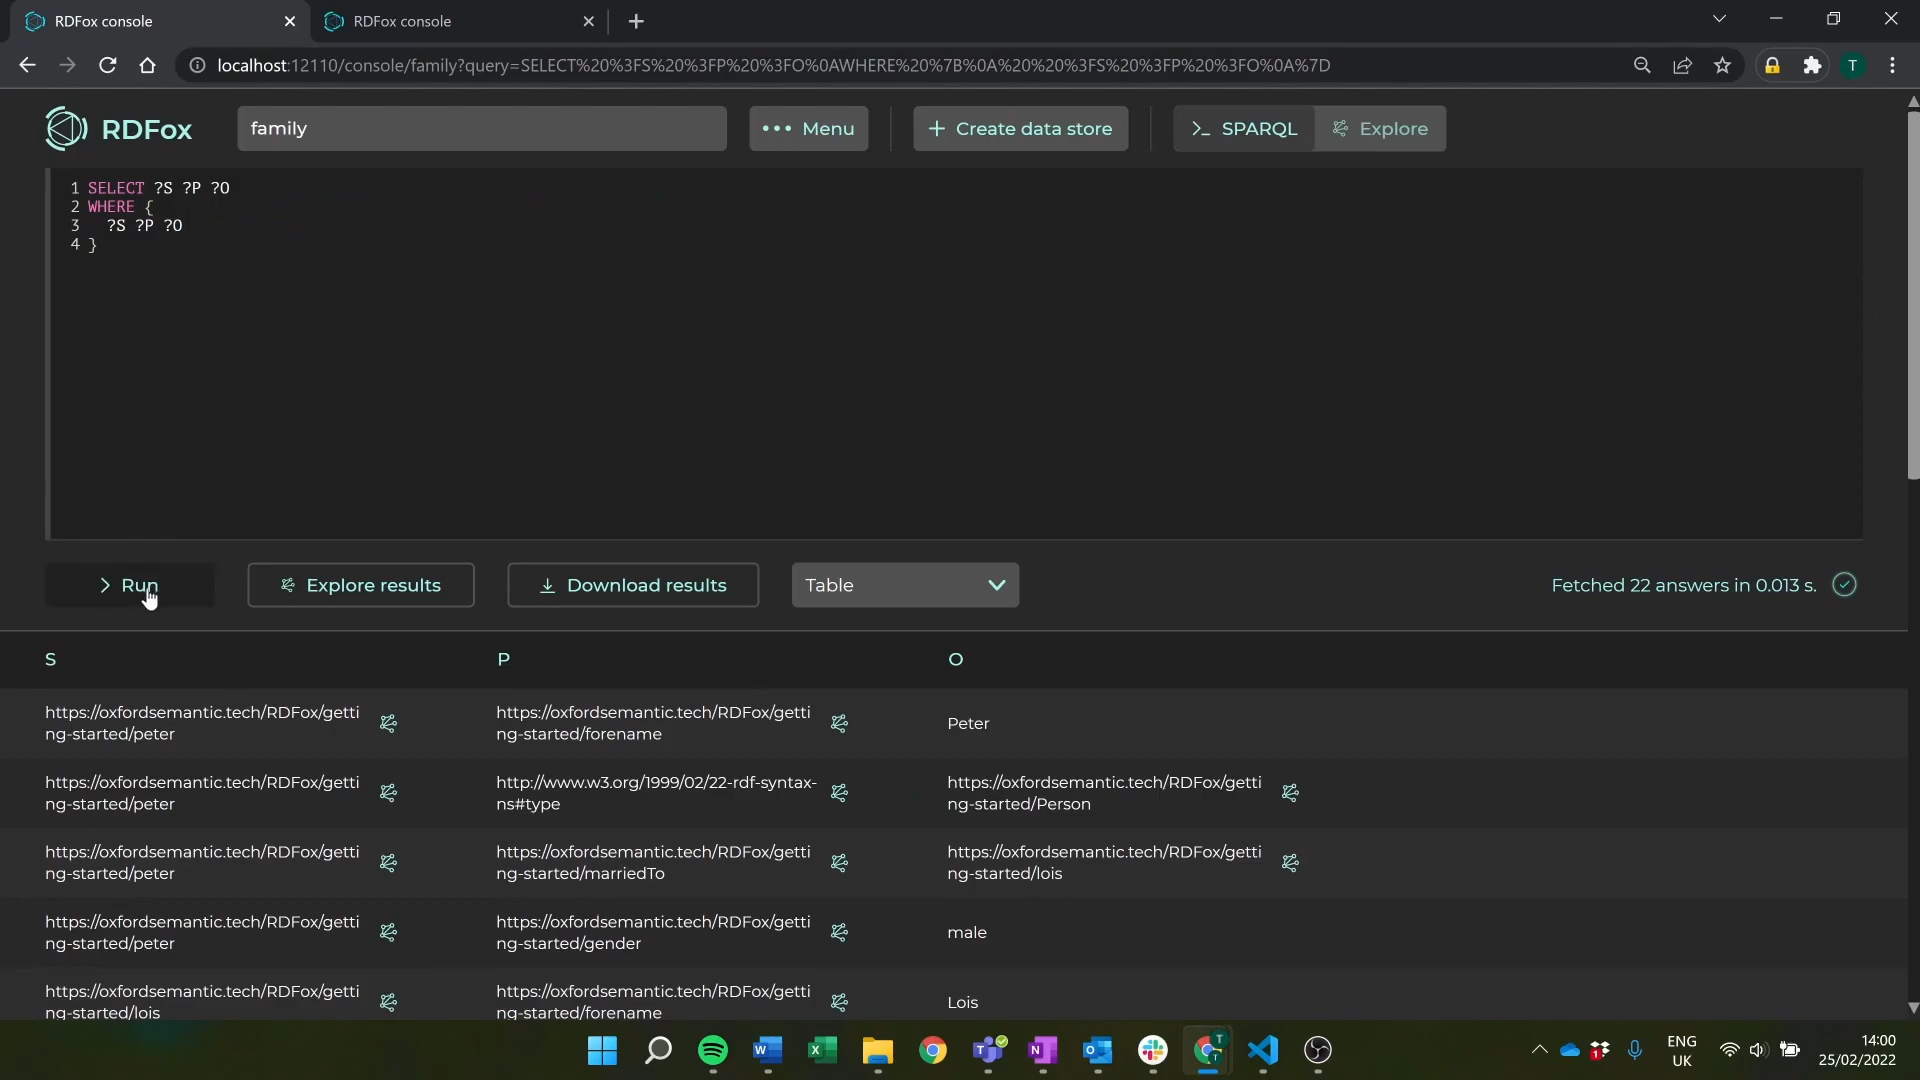 RDFox console
RDFox console
localhost:12110/console/family?query=SELECT%20%3FS%20%3FP%20%3FO%0AWHERE%20%7B%0A%20%20%3FS%20%3FP%20%3FO%0A%7D
T
RDFox
family
Menu
Create data store
SPARQL
Explore
1 SELECT ?S ?P ?O
2 WHERE {
3 ?S ?P ?O
4 }
Run
Explore results
Download results
Table
Fetched 22 answers in 0.013 s.
S P O
https://oxfordsemantic.tech/RDFox/getti
ng-started/peter
https://oxfordsemantic.tech/RDFox/getti
ng-started/forename
Peter
https://oxfordsemantic.tech/RDFox/getti
ng-started/peter
http://www.w3.org/1999/02/22-rdf-syntax-
ns#type
https://oxfordsemantic.tech/RDFox/getti
ng-started/Person
https://oxfordsemantic.tech/RDFox/getti
ng-started/peter
https://oxfordsemantic.tech/RDFox/getti
ng-started/marriedTo
https://oxfordsemantic.tech/RDFox/getti
ng-started/lois
https://oxfordsemantic.tech/RDFox/getti
ng-started/peter
https://oxfordsemantic.tech/RDFox/getti
ng-started/gender
male
https://oxfordsemantic.tech/RDFox/getti
ng-started/lois
https://oxfordsemantic.tech/RDFox/getti
ng-started/forename
Lois
ENG
UK
14:00
25/02/2022